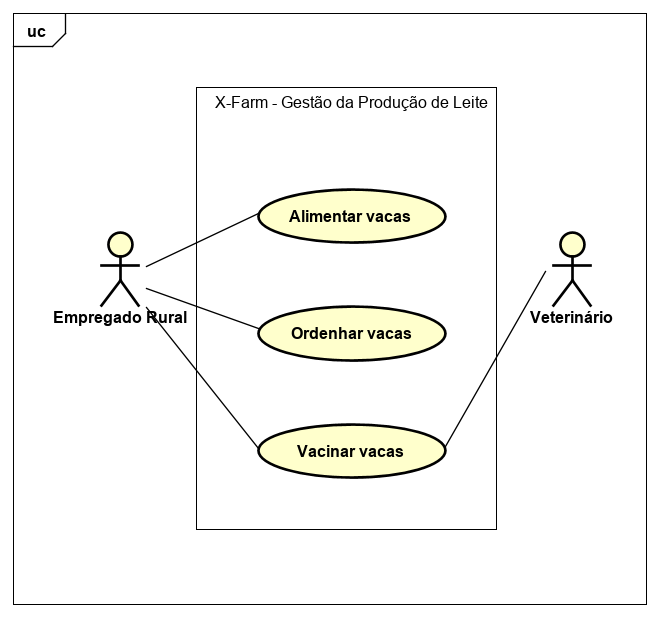 uc
X-Farm - Gestão da Produção de Leite
Alimentar vacas
Empregado Rural
Ordenhar vacas
Veterinário
Vacinar vacas